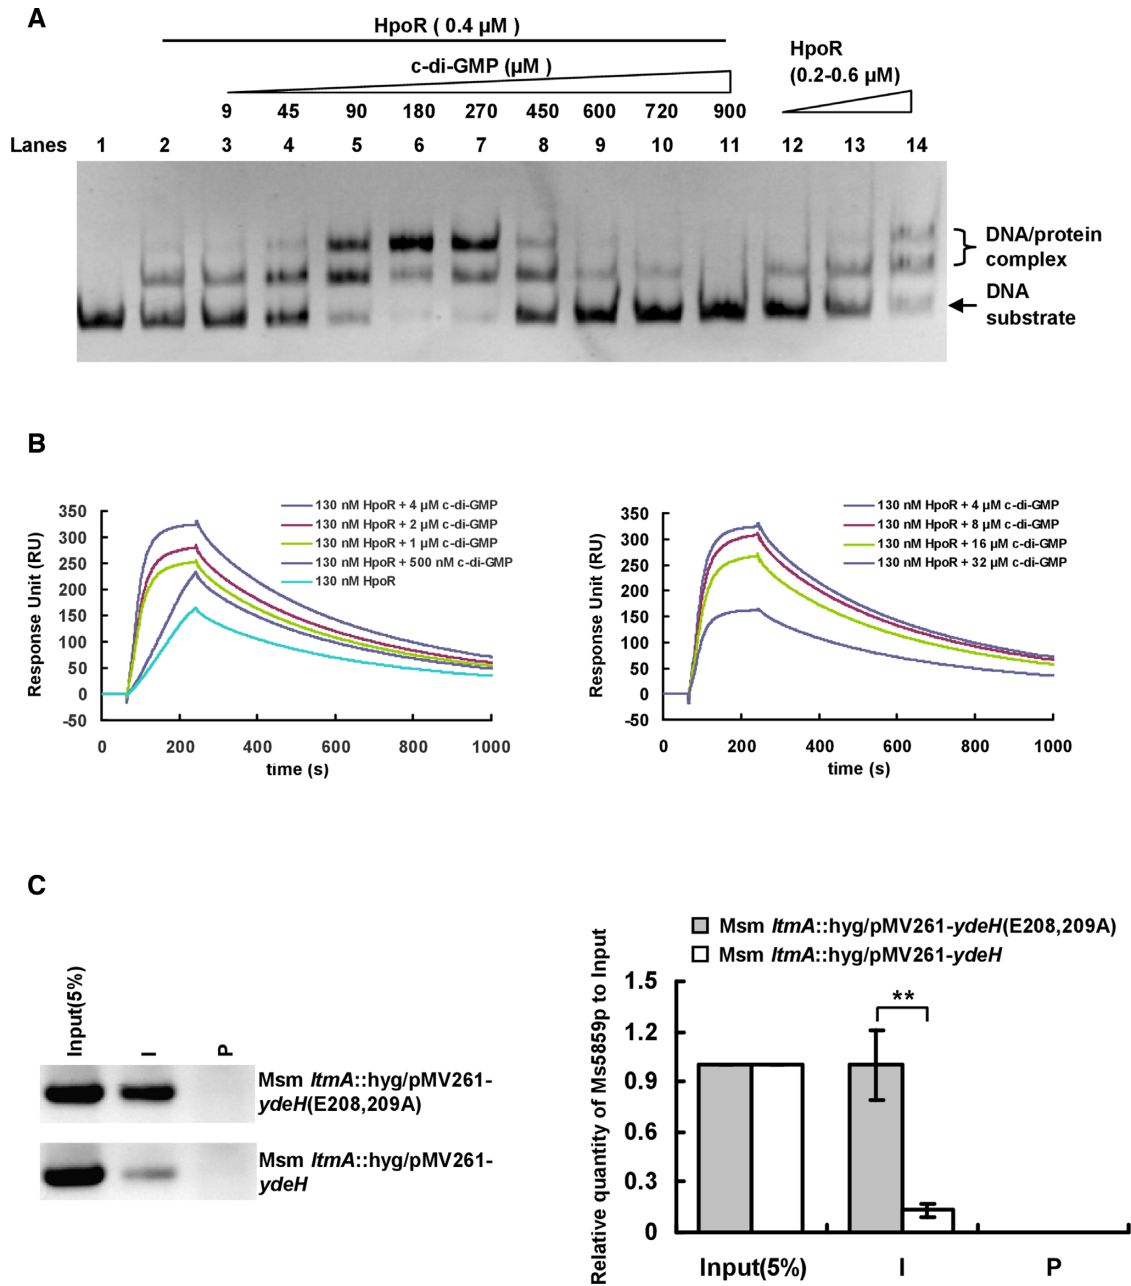 A
HpoR ( 0.4 µM )
c-di-GMP (µM )
HpoR
(0.2-0.6 µM)
9 45 90 180 270 450 600 720 900
Lanes 1 2 3 4 5 6 7 8 9 10 11 12 13 14
DNA/protein
complex
DNA
substrate
B
130 nM HpoR + 4 µM c-di-GMP
130 nM HpoR + 2 µM c-di-GMP
130 nM HpoR + 1 µM c-di-GMP
130 nM HpoR + 500 nM c-di-GMP
130 nM HpoR
Response Unit (RU)
350
300
250
200
150
100
50
0
-50
0 200 400 600 800 1000
time (s)
130 nM HpoR + 4 µM c-di-GMP
130 nM HpoR + 8 µM c-di-GMP
130 nM HpoR + 16 µM c-di-GMP
130 nM HpoR + 32 µM c-di-GMP
Response Unit (RU)
350
300
250
200
150
100
50
0
-50
0 200 400 600 800 1000
time (s)
C
Input(5%) I P
Msm ltmA::hyg/pMV261-
ydeH(E208,209A)
Msm ltmA::hyg/pMV261-
ydeH
Msm ltmA::hyg/pMV261-ydeH(E208,209A)
Msm ltmA::hyg/pMV261-ydeH
Relative quantity of Ms5859p to Input
1.5
1.2
0.9
0.6
0.3
0
**
Input(5%) I P